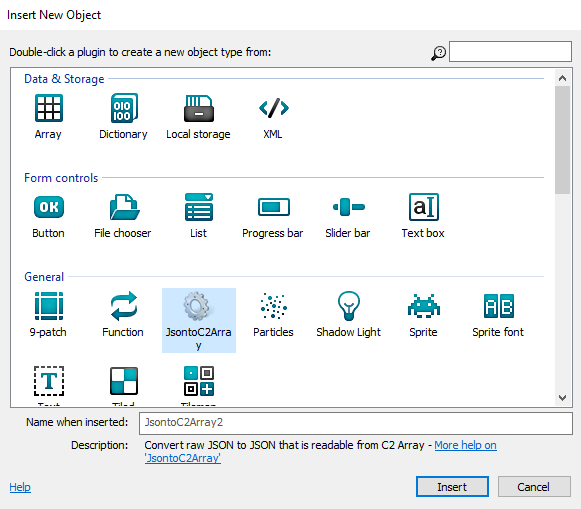 Insert New Object
Double-click a plugin to create a new object type from:
Data & Storage
Array
Dictionary
Local storage
XML
Form controls
Button
File chooser
List
Progress bar
Slider bar
Text box
General
9-patch
Function
JsontoC2Arra
y
Particles
Shadow Light
Sprite
Sprite font
Text
Tiled
Tilemap
Name when inserted: JsontoC2Array2
Description: Convert raw JSON to JSON that is readable from C2 Array - More help on
'JsontoC2Array'
Help
Insert
Cancel